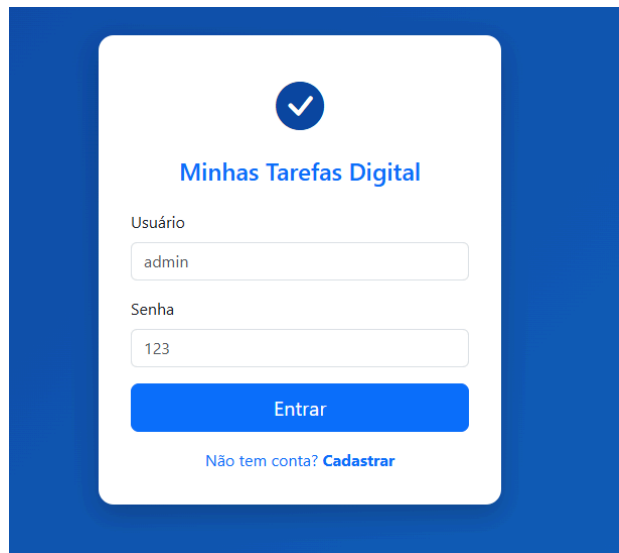 Minhas Tarefas Digital
Usuário
admin
Senha
123
Entrar
Não tem conta? Cadastrar